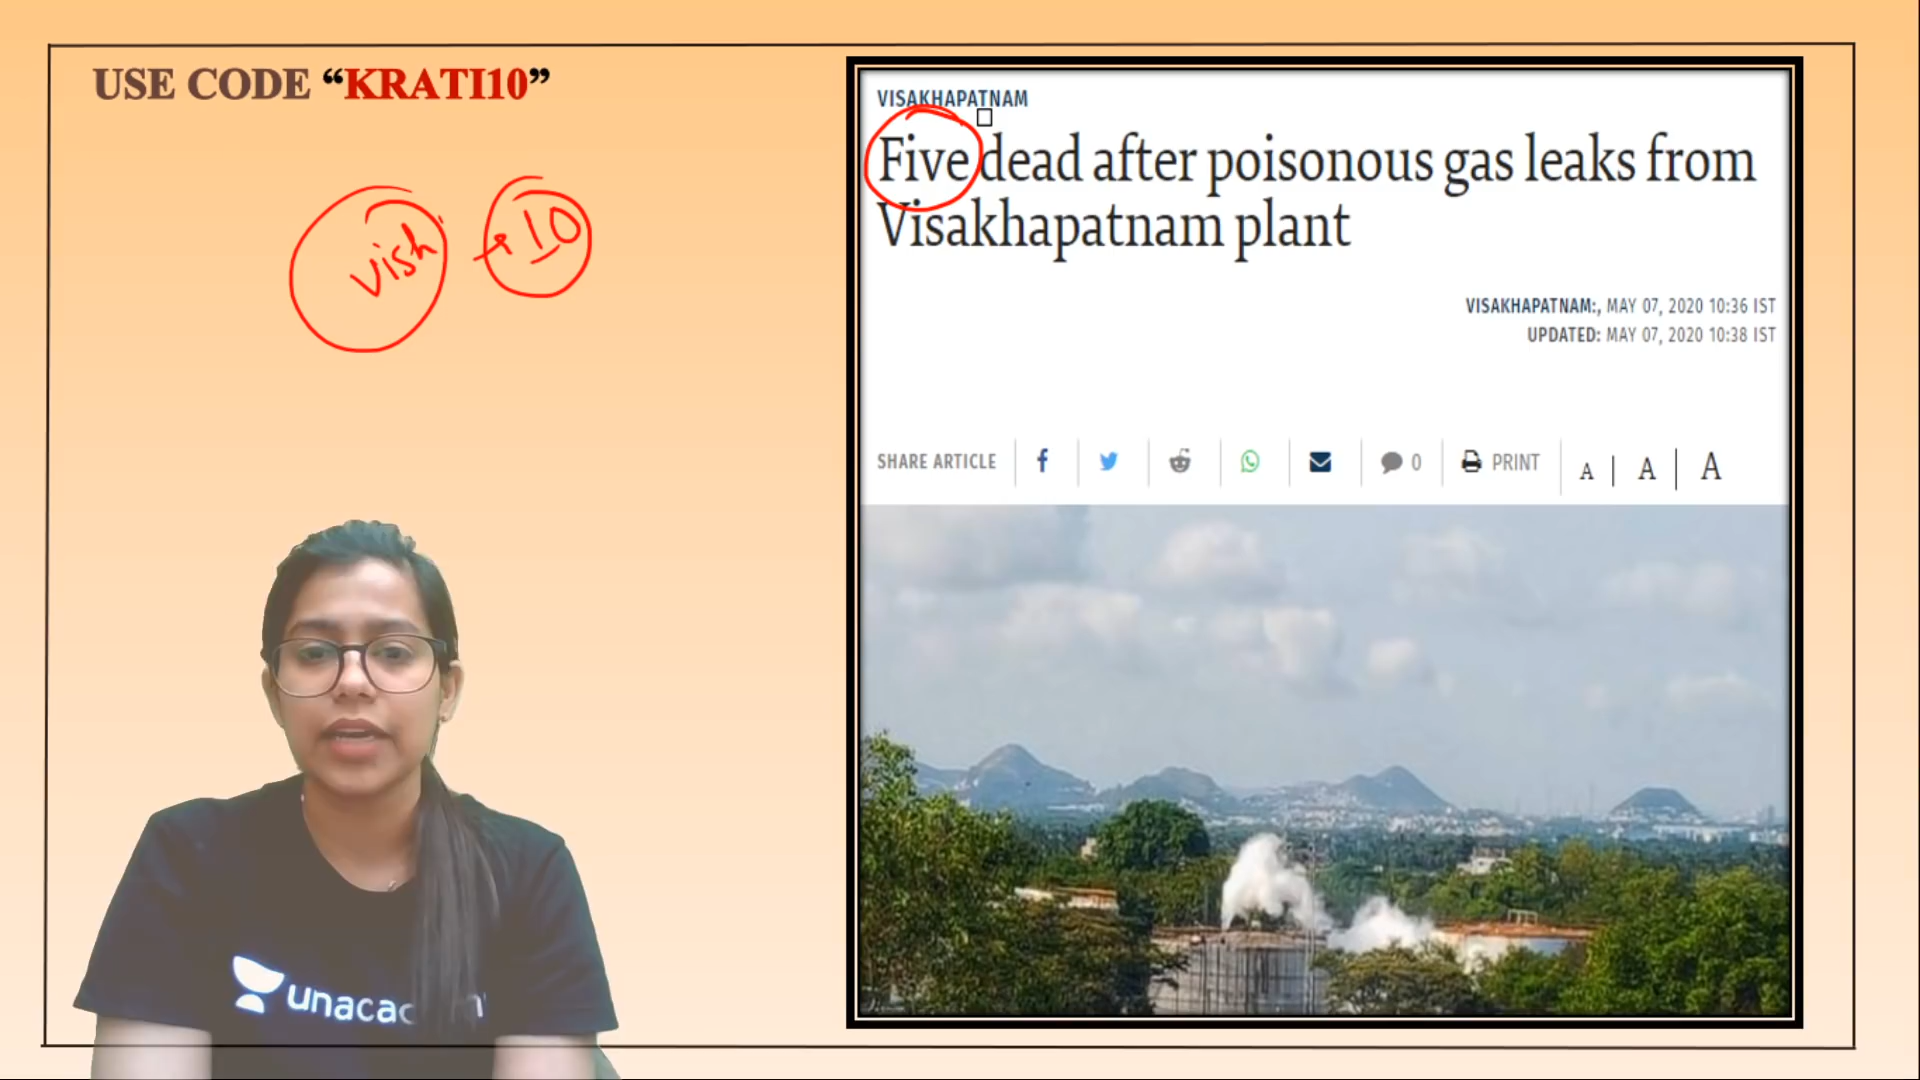 USE CODE “KRATI10”
vish → 10
VISAKHAPATNAM
Five dead after poisonous gas leaks from
Visakhapatnam plant
VISAKHAPATNAM:, MAY 07, 2020 10:36 IST
UPDATED: MAY 07, 2020 10:38 IST
SHARE ARTICLE f 0 PRINT A | A | A